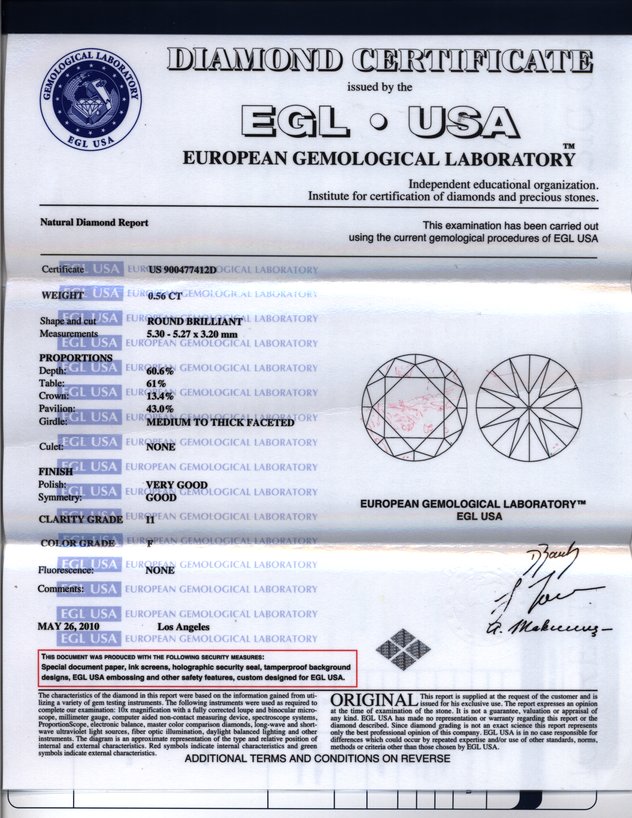 GEMOLOGICAL LABORATORY
EGL USA
DIAMOND CERTIFICATE
issued by the
EGL • USA
EUROPEAN GEMOLOGICAL LABORATORY™
Independent educational organization.
Institute for certification of diamonds and precious stones.
Natural Diamond Report
This examination has been carried out
using the current gemological procedures of EGL USA
Certificate US 900477412D
WEIGHT 0.56 CT
Shape and cut ROUND BRILLIANT
Measurements 5.30 - 5.27 x 3.20 mm
PROPORTIONS
Depth: 60.6%
Table: 61%
Crown: 13.4%
Pavilion: 43.0%
Girdle: MEDIUM TO THICK FACETED
Culet: NONE
FINISH
Polish: VERY GOOD
Symmetry: GOOD
CLARITY GRADE I1
COLOR GRADE F
Fluorescence: NONE
Comments:
EGL USA EUROPEAN GEMOLOGICAL LABORATORY
EUROPEAN GEMOLOGICAL LABORATORY™
EGL USA
MAY 26, 2010 Los Angeles
THIS DOCUMENT WAS PRODUCED WITH THE FOLLOWING SECURITY MEASURES:
Special document paper, ink screens, holographic security seal, tamperproof background
designs, EGL USA embossing and other safety features, custom designed for EGL USA.
The characteristics of the diamond in this report were based on the information gained from uti-
lizing a variety of gem testing instruments. The following instruments were used as required to
complete our examination: 10x magnification with a fully corrected loupe and binocular micro-
scope, millimeter gauge, computer aided non-contact measuring device, spectroscope systems,
ProportionScope, electronic balance, master color comparison diamonds, long-wave and short-
wave ultraviolet light sources, fiber optic illumination, daylight balanced lighting and other
instruments. The diagram is an approximate representation of the type and relative position of
internal and external characteristics. Red symbols indicate internal characteristics and green
symbols indicate external characteristics.
ORIGINAL This report is supplied at the request of the customer and is
issued for his exclusive use. The report expresses an opinion
at the time of examination of the stone. It is not a guarantee, valuation or appraisal of
any kind. EGL USA has made no representation or warranty regarding this report or the
diamond described. Since diamond grading is not an exact science this report represents
only the best professional opinion of this company. EGL USA is in no case responsible for
differences which could occur by repeated expertise and/or use of other standards, norms,
methods or criteria other than those chosen by EGL USA.
ADDITIONAL TERMS AND CONDITIONS ON REVERSE